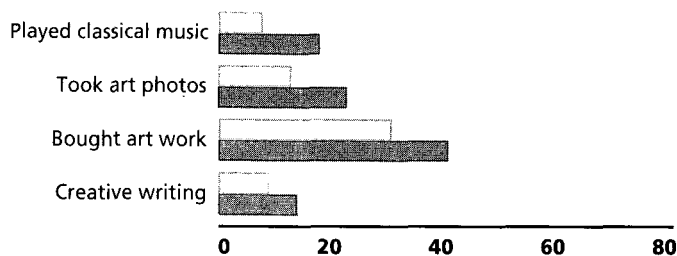 Played classical music
Took art photos
Bought art work
Creative writing
0 20 40 60 80